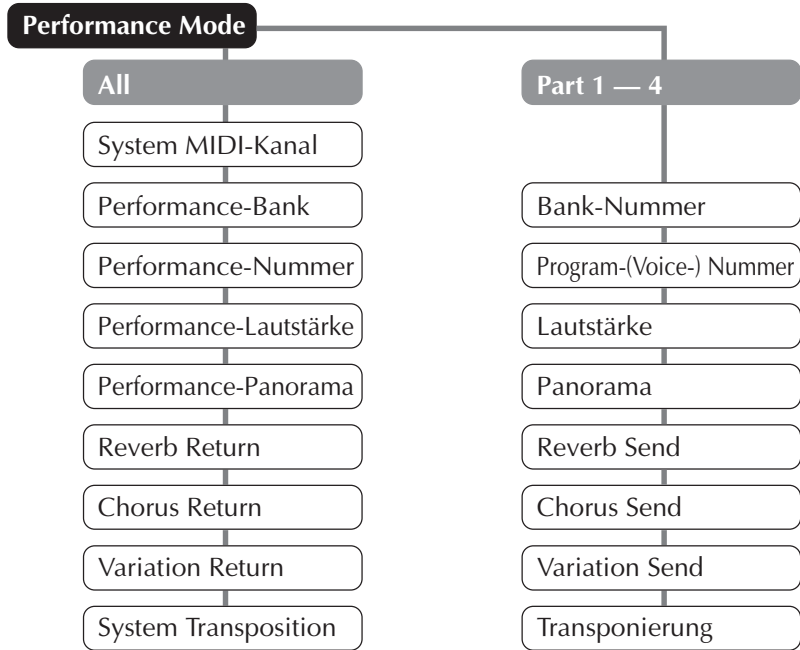 Performance Mode
All
System MIDI-Kanal
Performance-Bank
Performance-Nummer
Performance-Lautstärke
Performance-Panorama
Reverb Return
Chorus Return
Variation Return
System Transposition
Part 1 — 4
Bank-Nummer
Program-(Voice-) Nummer
Lautstärke
Panorama
Reverb Send
Chorus Send
Variation Send
Transponierung